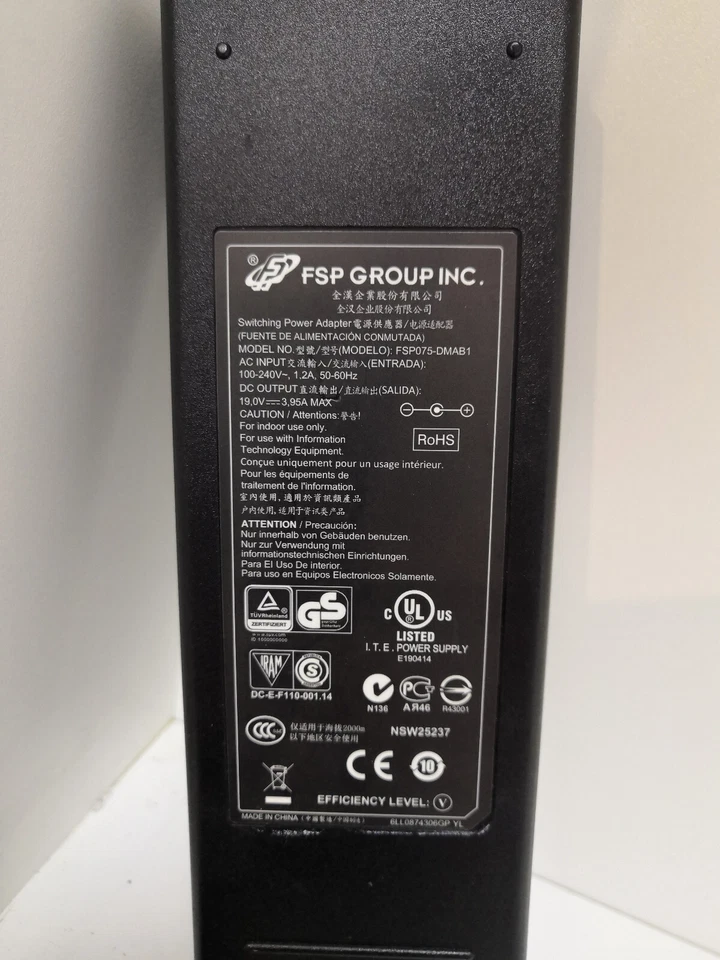 ® FSP GROUP INC.
全漢企業股份有限公司
全汉企业股份有限公司
Switching Power Adapter 電源供應器/电源适配器
(FUENTE DE ALIMENTACIÓN CONMUTADA)
MODEL NO.型號/型号(MODELO): FSP075-DMAB1
AC INPUT交流輸入/交流输入(ENTRADA):
100-240V~, 1.2A, 50-60Hz
DC OUTPUT直流輸出/直流输出(SALIDA):
19,0V⎓3,95A MAX
CAUTION / Attentions:警告!
For indoor use only.
For use with Information
Technology Equipment.
RoHS
Conçue uniquement pour un usage intérieur.
Pour les équipements de
traitement de l'information.
室內使用,適用於資訊類產品
户内使用,适用于资讯类产品
ATTENTION / Precaución:
Nur innerhalb von Gebäuden benutzen.
Nur zur Verwendung mit
informationstechnischen Einrichtungen.
Para El Uso De interior.
Para uso en Equipos Electronicos Solamente.
TÜVRheinland
ZERTIFIZIERT
GS
C UL ® US
LISTED
I.T.E. POWER SUPPLY
E190414
IRAM S
DC-E-F110-001.14
N136
PC
АЯ46
R43001
CCC
仅适用于海拔2000m
以下地区安全使用
NSW25237
CE 10
EFFICIENCY LEVEL: V
MADE IN CHINA
6LL0874306GP YL